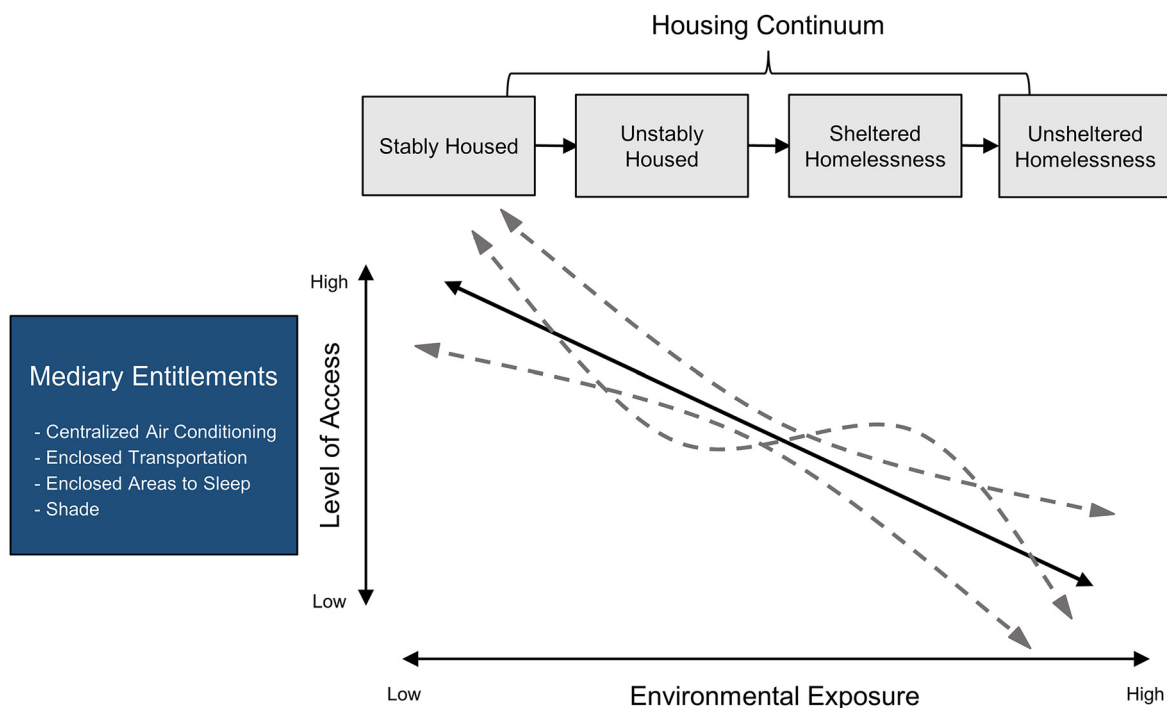 Housing Continuum
Stably Housed
Unstably
Housed
Sheltered
Homelessness
Unsheltered
Homelessness
Mediary Entitlements
- Centralized Air Conditioning
- Enclosed Transportation
- Enclosed Areas to Sleep
- Shade
High
Level of Access
Low
Low
Environmental Exposure
High